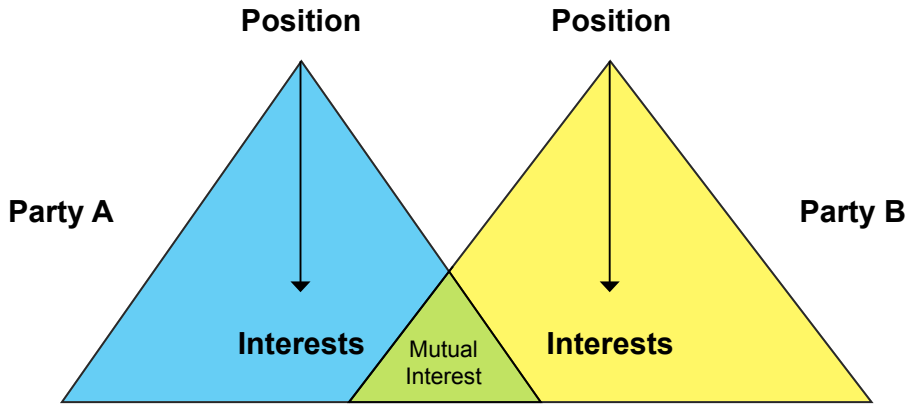 Position
Position
Party A
Party B
Interests
Mutual
Interest
Interests